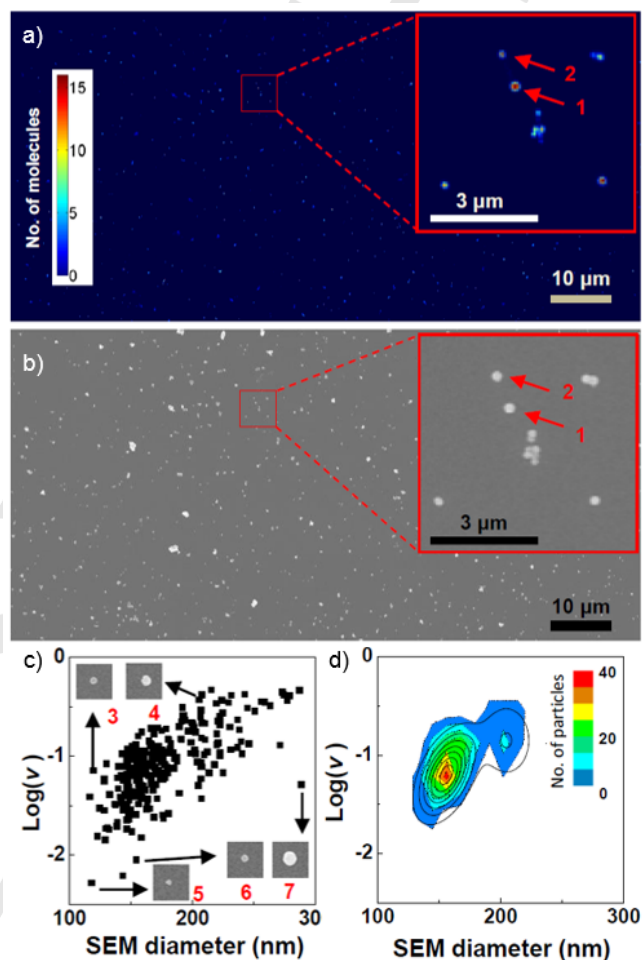 a)
No. of molecules
15
10
5
0
2
1
3 µm
10 µm
b)
2
1
3 µm
10 µm
c)
0
-1
-2
Log(v)
3
4
5
6
7
100
200
30
SEM diameter (nm)
d)
0
-1
-2
Log(v)
No. of particles
40
20
0
100
200
300
SEM diameter (nm)